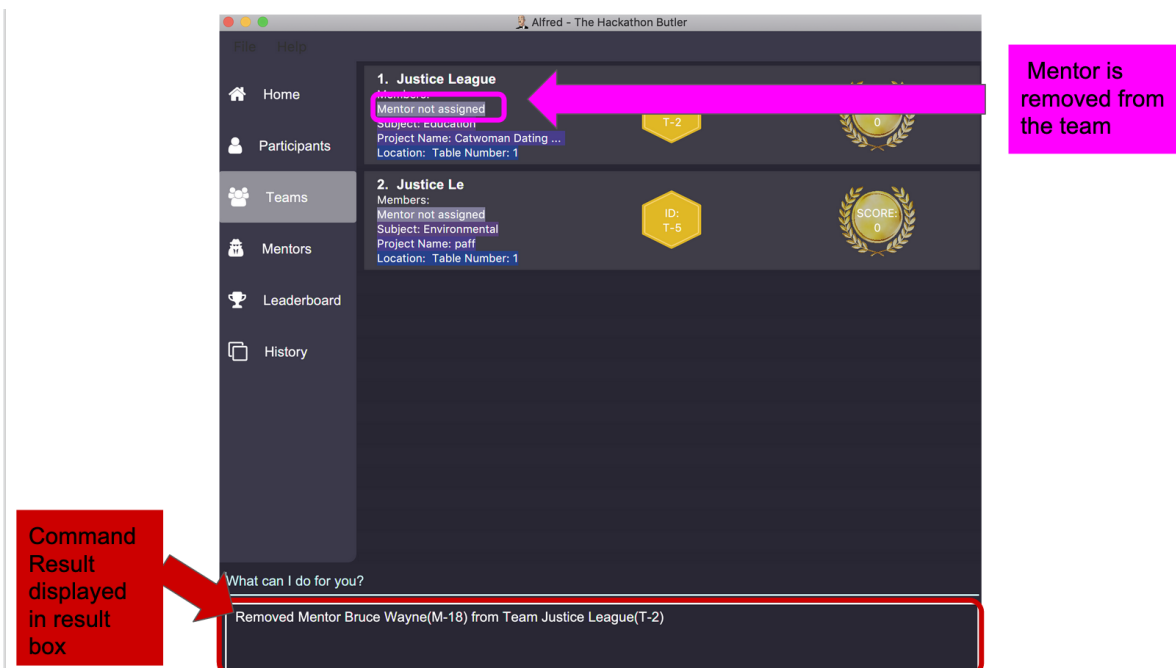 Alfred - The Hackathon Butler
File Help
Home
Participants
Teams
Mentors
Leaderboard
History
1. Justice League
Members:
Mentor not assigned
Subject: Education
Project Name: Catwoman Dating ...
Location: Table Number: 1
T-2
0
2. Justice Le
Members:
Mentor not assigned
Subject: Environmental
Project Name: paff
Location: Table Number: 1
ID:
T-5
SCORE:
0
Mentor is
removed from
the team
Command
Result
displayed
in result
box
What can I do for you?
Removed Mentor Bruce Wayne(M-18) from Team Justice League(T-2)